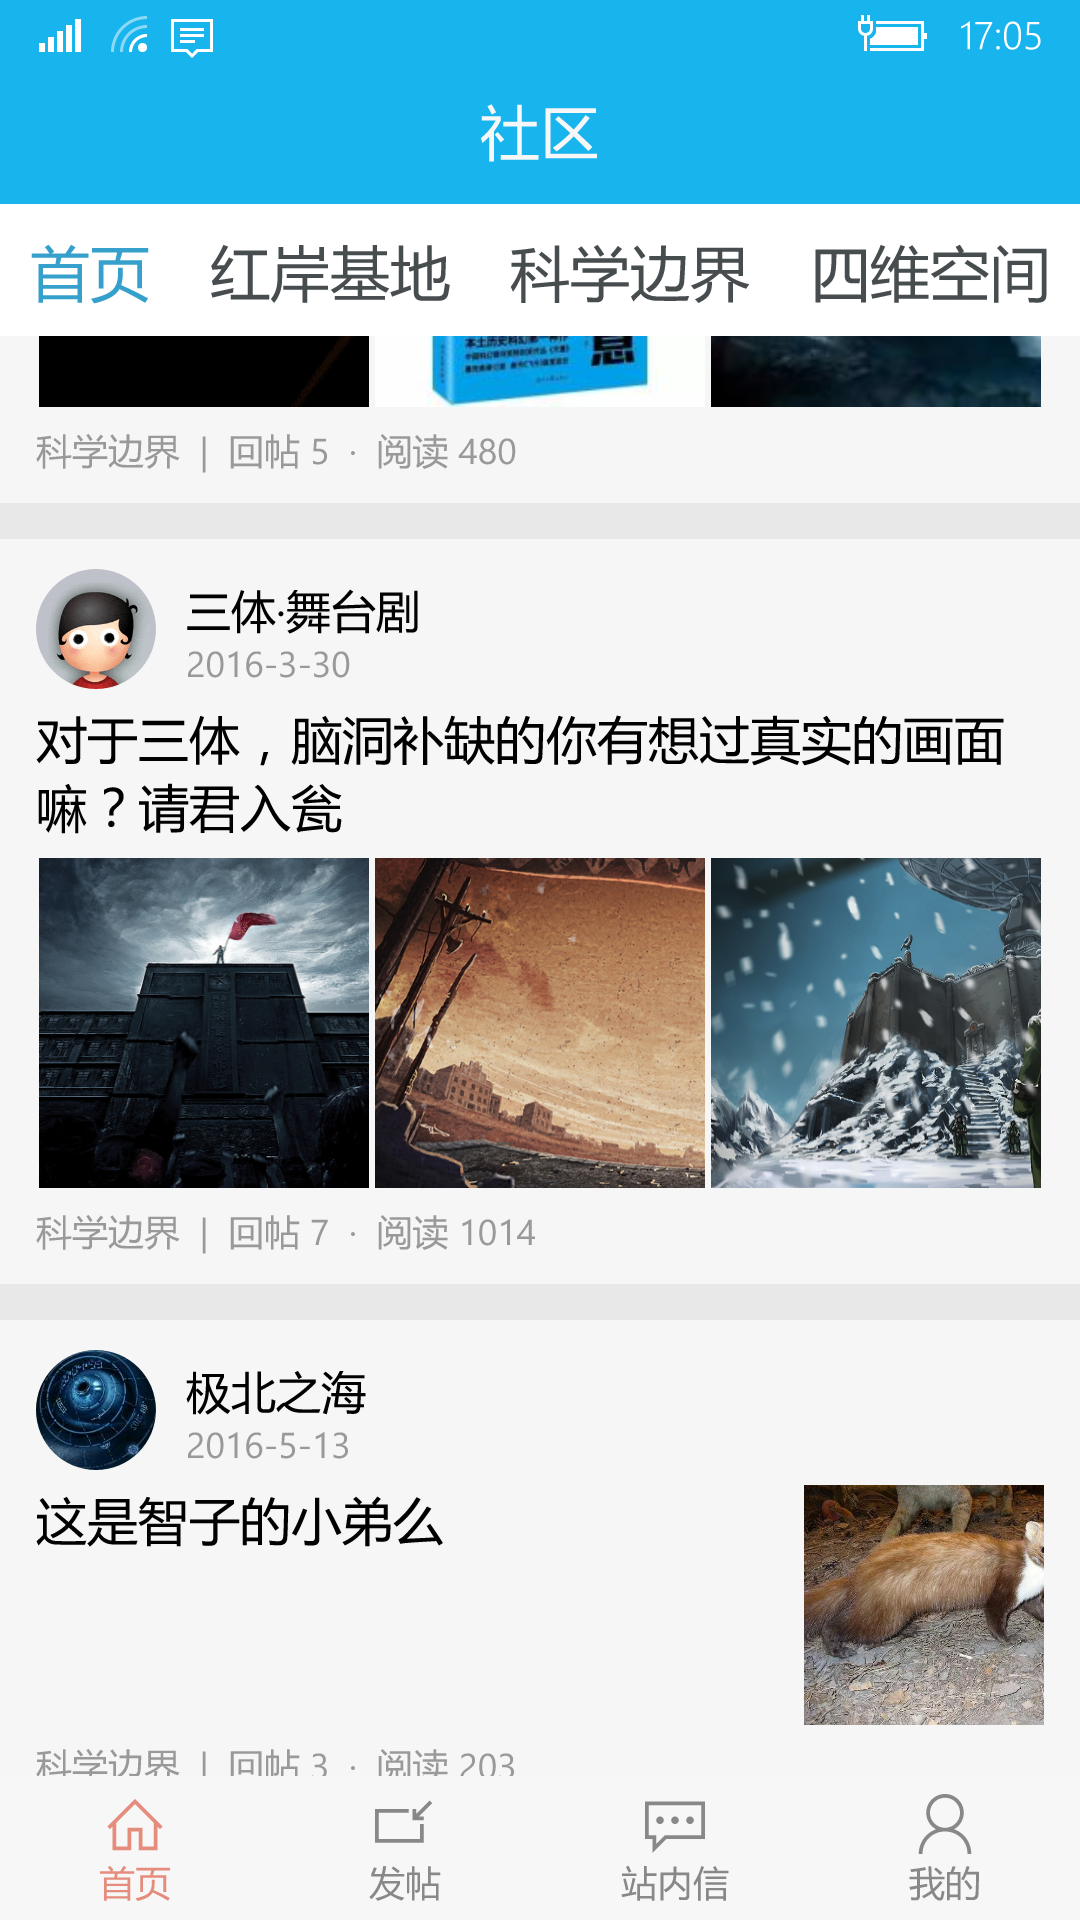 17:05
社区
首页 红岸基地 科学边界 四维空间
息
科学边界 | 回帖 5 · 阅读 480
三体·舞台剧
2016-3-30
对于三体，脑洞补缺的你有想过真实的画面
嘛？请君入瓮
科学边界 | 回帖 7 · 阅读 1014
极北之海
2016-5-13
这是智子的小弟么
科学边界 | 回帖 3 · 阅读 203
首页 发帖 站内信 我的